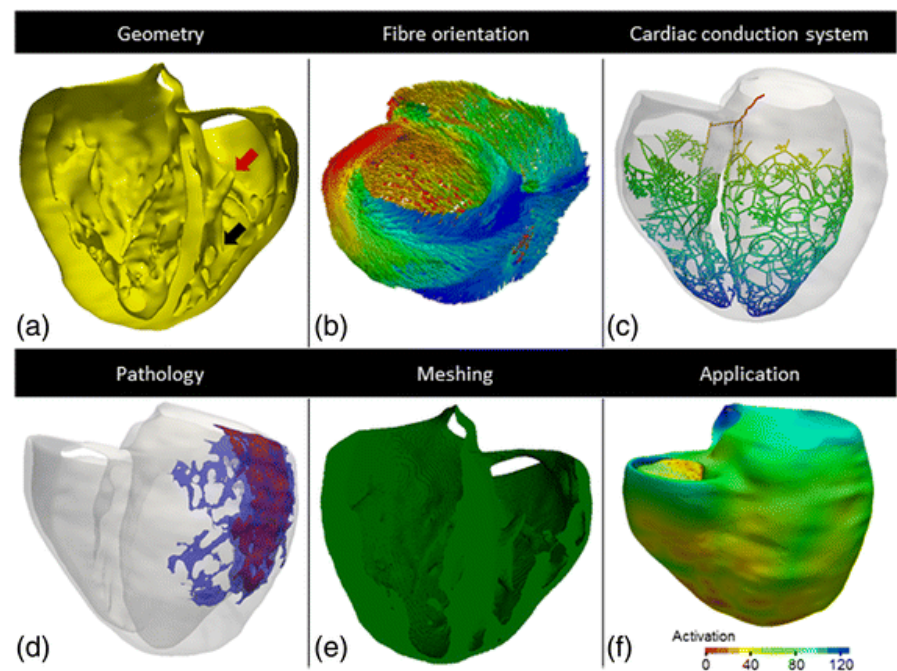 Geometry
Fibre orientation
Cardiac conduction system
(a)
(b)
(c)
Pathology
Meshing
Application
(d)
(e)
(f)
Activation
0 40 80 120